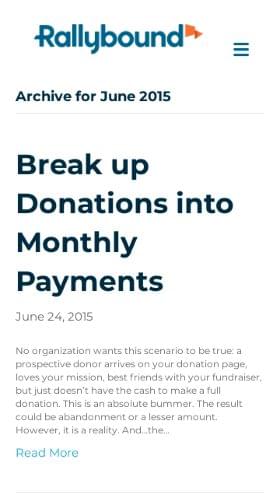 Rallybound
Archive for June 2015
Break up
Donations into
Monthly
Payments
June 24, 2015
No organization wants this scenario to be true: a
prospective donor arrives on your donation page,
loves your mission, best friends with your fundraiser,
but just doesn't have the cash to make a full
donation. This is an absolute bummer. The result
could be abandonment or a lesser amount.
However, it is a reality. And...the...
Read More